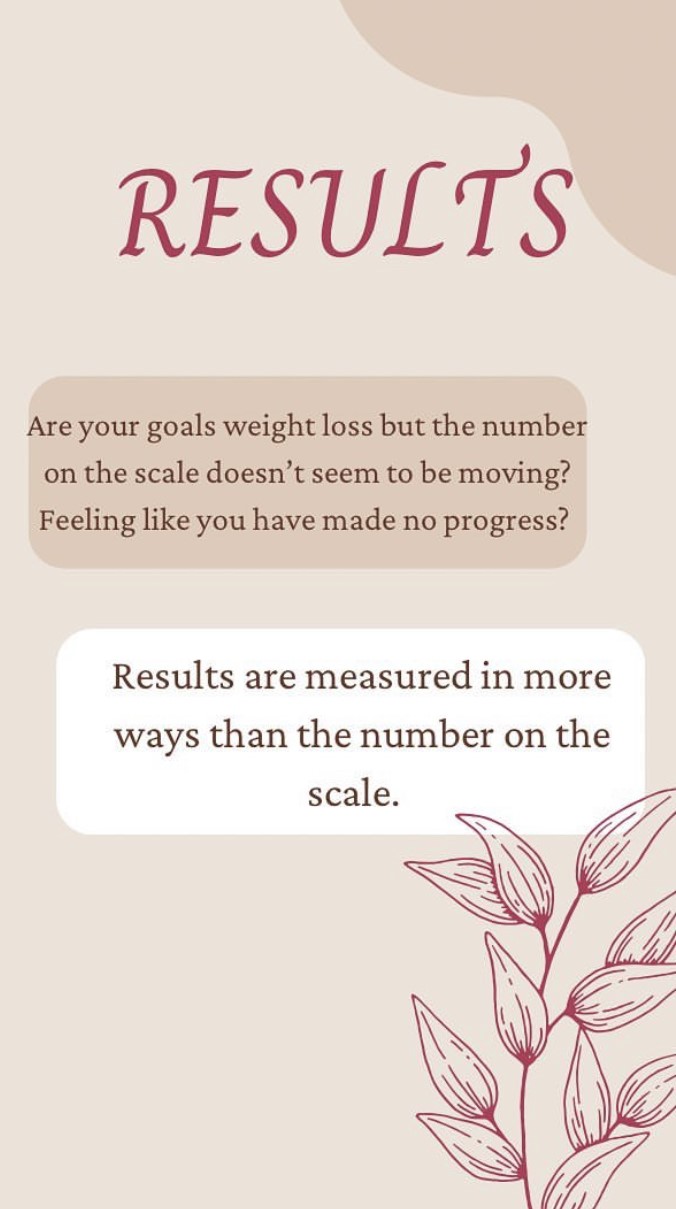 RESULTS
Are your goals weight loss but the number
on the scale doesn’t seem to be moving?
Feeling like you have made no progress?
Results are measured in more
ways than the number on the
scale.